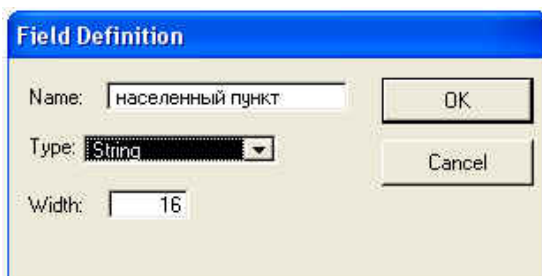 Field Definition
Name: населенный пункт
OK
Type: String
Cancel
Width: 16